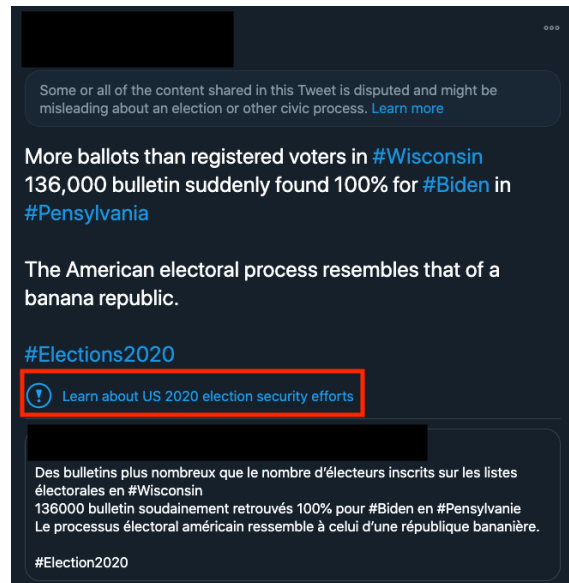 Some or all of the content shared in this Tweet is disputed and might be
misleading about an election or other civic process. Learn more
More ballots than registered voters in #Wisconsin
136,000 bulletin suddenly found 100% for #Biden in
#Pensylvania
The American electoral process resembles that of a
banana republic.
#Elections2020
Learn about US 2020 election security efforts
Des bulletins plus nombreux que le nombre d'électeurs inscrits sur les listes
électorales en #Wisconsin
136000 bulletin soudainement retrouvés 100% pour #Biden en #Pensylvanie
Le processus électoral américain ressemble à celui d'une république bananière.
#Election2020